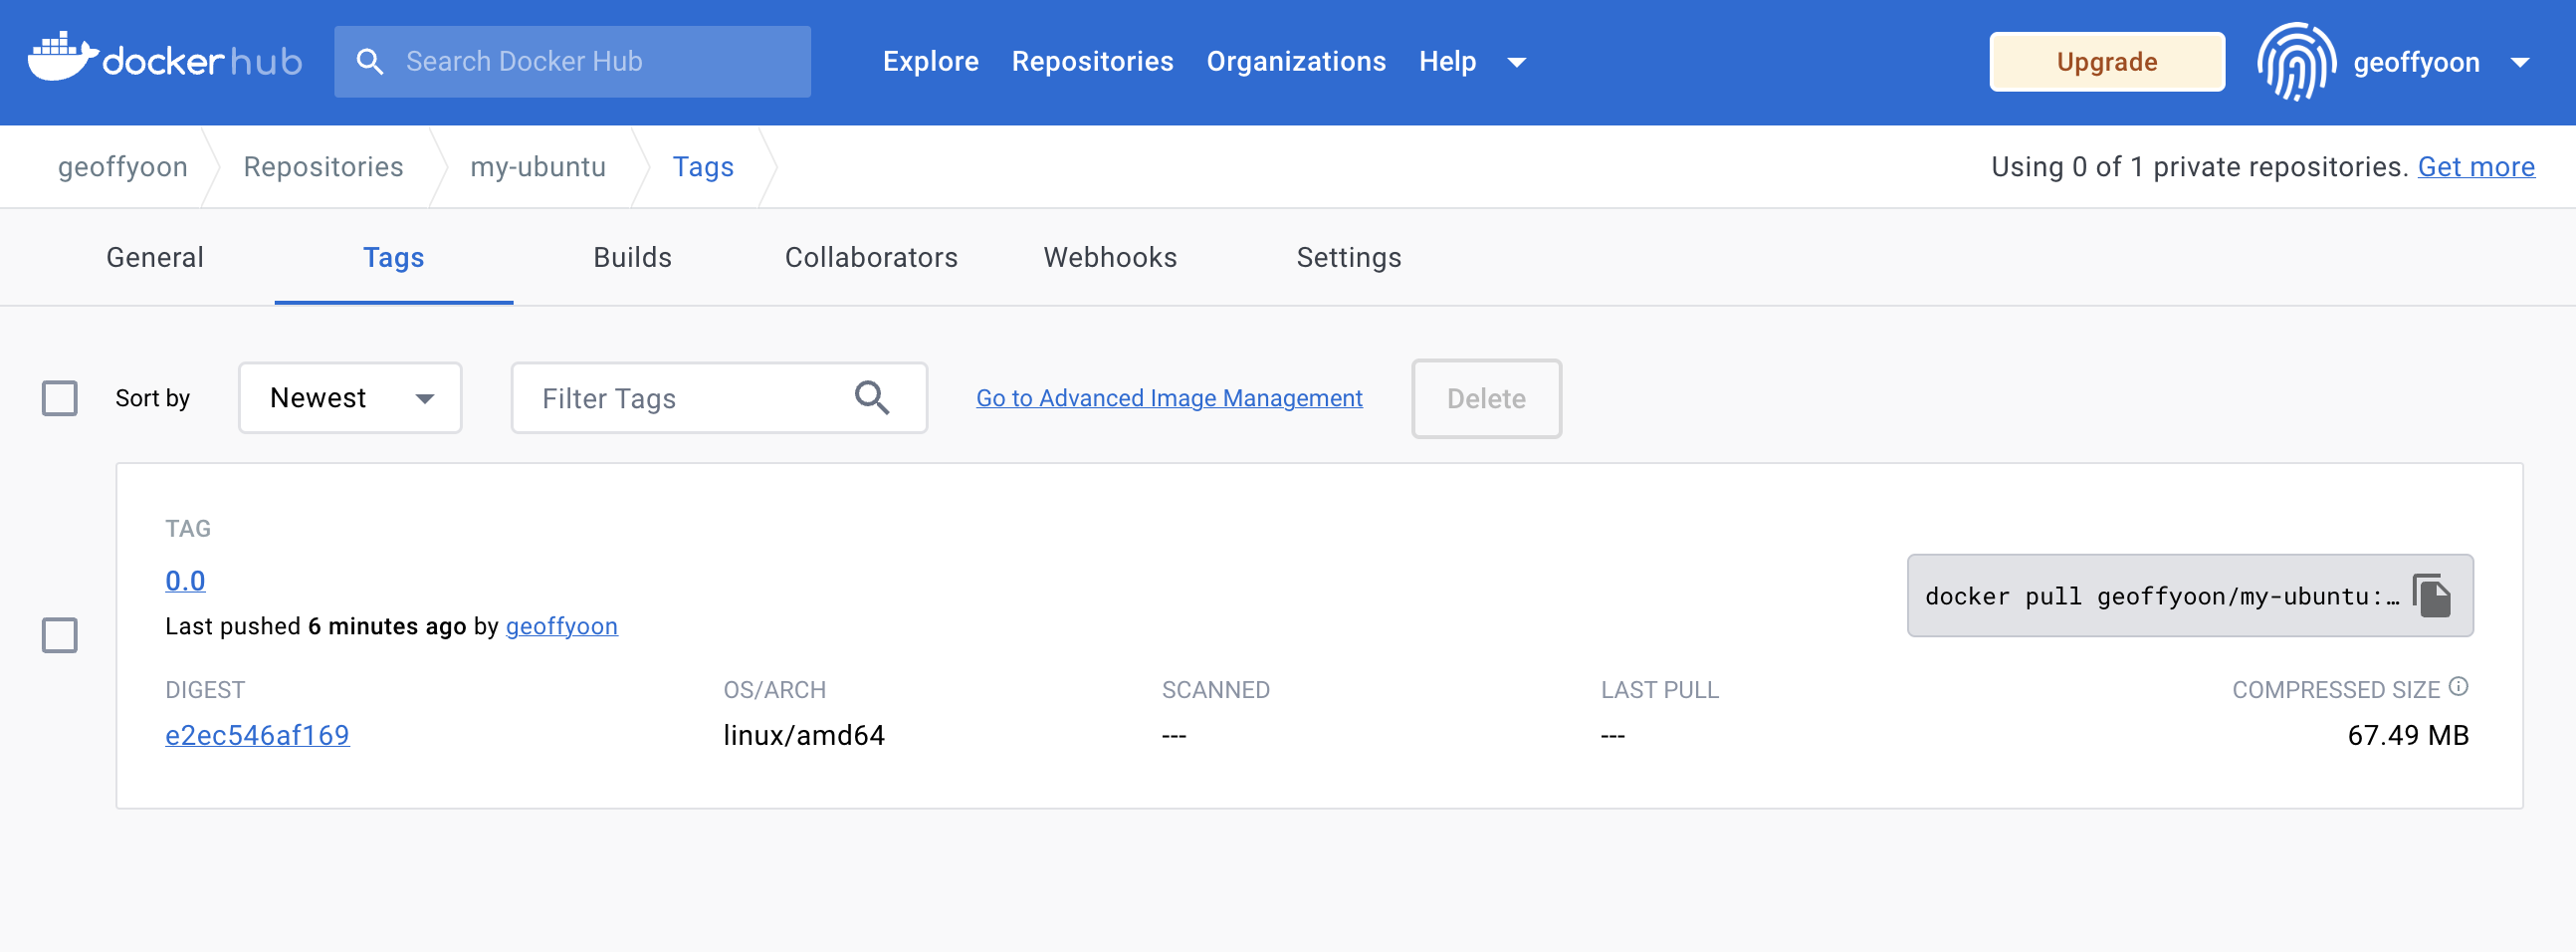 docker hub
Search Docker Hub
Explore Repositories Organizations Help
Upgrade
geoffyoon
geoffyoon Repositories my-ubuntu Tags
Using 0 of 1 private repositories. Get more
General Tags Builds Collaborators Webhooks Settings
Sort by Newest Filter Tags Go to Advanced Image Management Delete
TAG
0.0
docker pull geoffyoon/my-ubuntu:…
Last pushed 6 minutes ago by geoffyoon
DIGEST OS/ARCH SCANNED LAST PULL COMPRESSED SIZE
e2ec546af169 linux/amd64 --- --- 67.49 MB